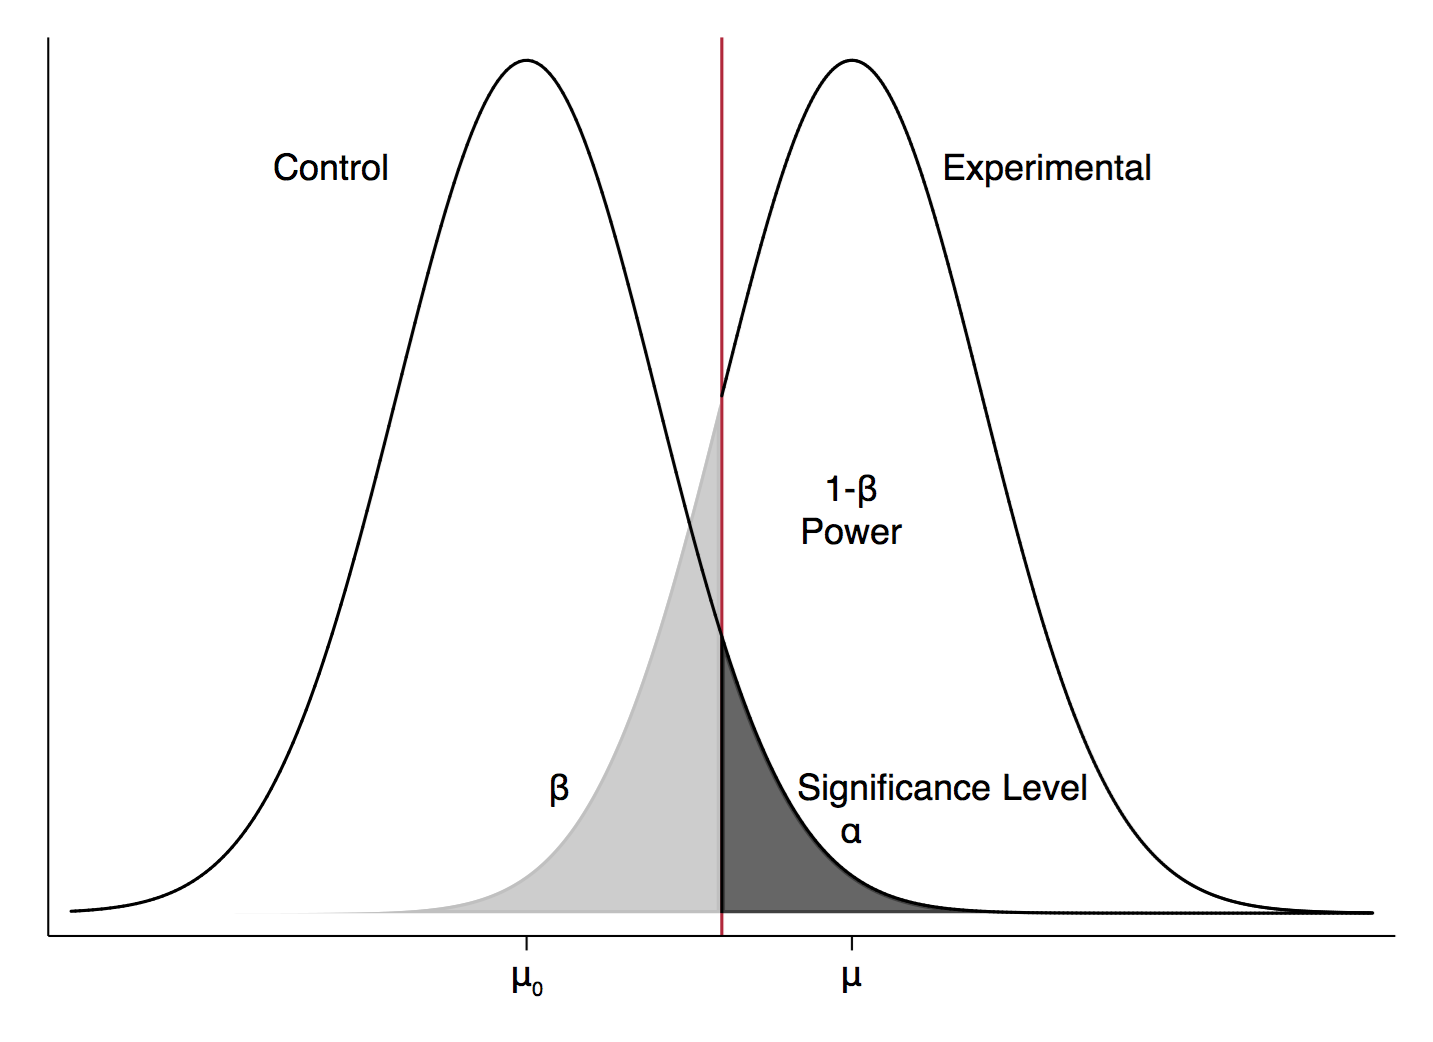 Control
Experimental
1-β
Power
β
Significance Level
α
μ₀
μ